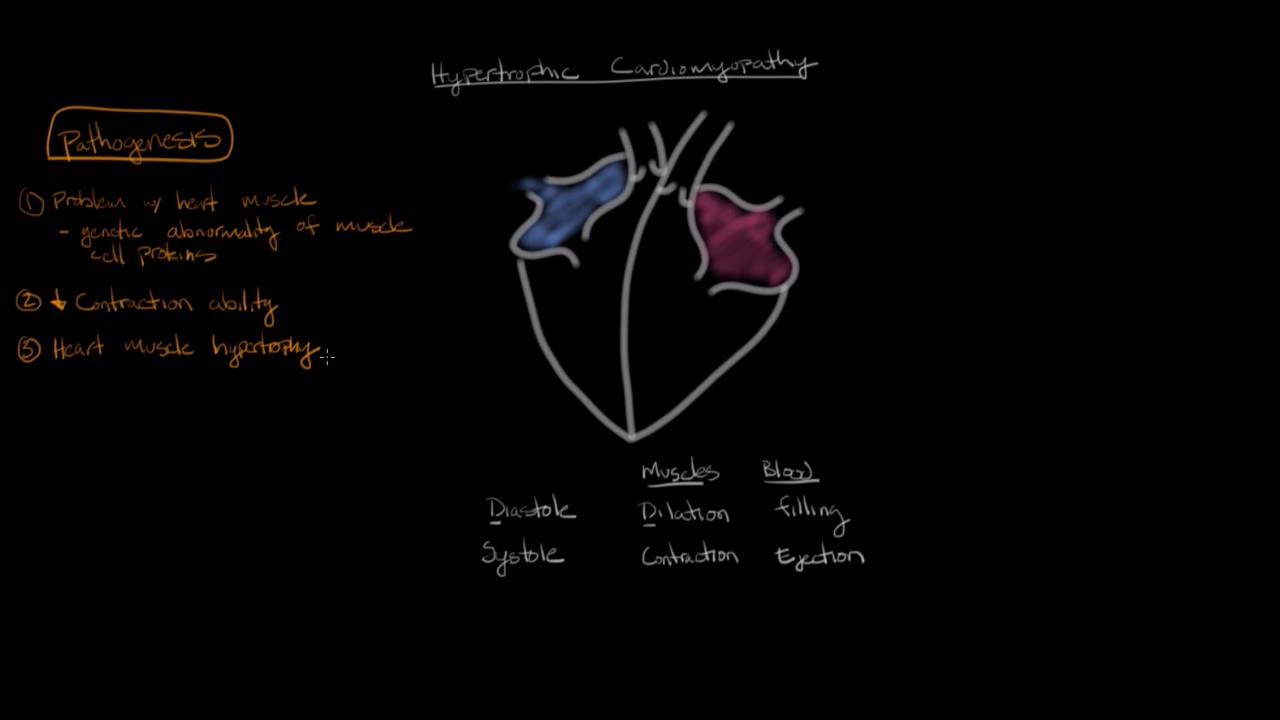 Hypertrophic Cardiomyopathy
Pathogenesis
① Problem w/ heart muscle
- genetic abnormality of muscle
cell proteins
② ↓ Contraction ability
③ Heart muscle hypertrophy
Muscles Blood
Diastole Dilation filling
Systole Contraction Ejection